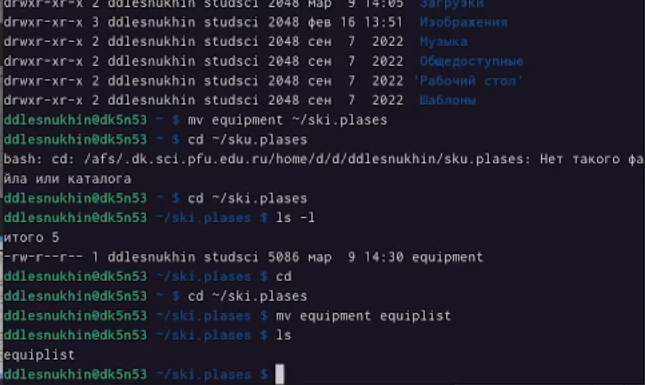 drwxr-xr-x 2 ddlesnukhin studsci 2048 мар  9 14:05  Загрузки
drwxr-xr-x 3 ddlesnukhin studsci 2048 фев 16 13:51  Изображения
drwxr-xr-x 2 ddlesnukhin studsci 2048 сен  7  2022  Музыка
drwxr-xr-x 2 ddlesnukhin studsci 2048 сен  7  2022  Общедоступные
drwxr-xr-x 2 ddlesnukhin studsci 2048 сен  7  2022 'Рабочий стол'
drwxr-xr-x 2 ddlesnukhin studsci 2048 сен  7  2022  Шаблоны
ddlesnukhin@dk5n53 ~ $ mv equipment ~/ski.plases
ddlesnukhin@dk5n53 ~ $ cd ~/sku.plases
bash: cd: /afs/.dk.sci.pfu.edu.ru/home/d/d/ddlesnukhin/sku.plases: Нет такого фа
йла или каталога
ddlesnukhin@dk5n53 ~ $ cd ~/ski.plases
ddlesnukhin@dk5n53 ~/ski.plases $ ls -l
итого 5
-rw-r--r-- 1 ddlesnukhin studsci 5086 мар  9 14:30 equipment
ddlesnukhin@dk5n53 ~/ski.plases $ cd
ddlesnukhin@dk5n53 ~ $ cd ~/ski.plases
ddlesnukhin@dk5n53 ~/ski.plases $ mv equipment equiplist
ddlesnukhin@dk5n53 ~/ski.plases $ ls
equiplist
ddlesnukhin@dk5n53 ~/ski.plases $